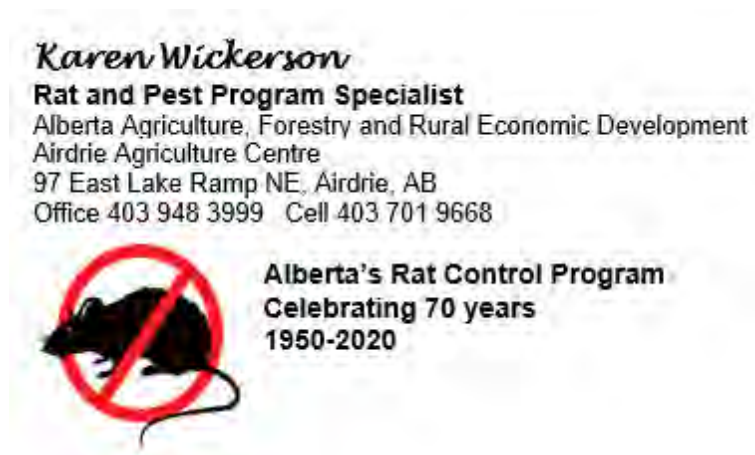 Karen Wickerson
Rat and Pest Program Specialist
Alberta Agriculture, Forestry and Rural Economic Development
Airdrie Agriculture Centre
97 East Lake Ramp NE, Airdrie, AB
Office 403 948 3999   Cell 403 701 9668
Alberta's Rat Control Program
Celebrating 70 years
1950-2020